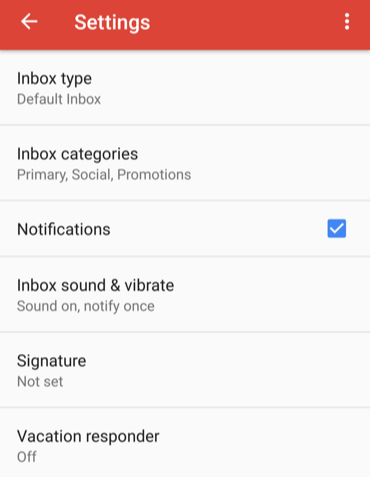 Settings
Inbox type
Default Inbox
Inbox categories
Primary, Social, Promotions
Notifications
Inbox sound & vibrate
Sound on, notify once
Signature
Not set
Vacation responder
Off